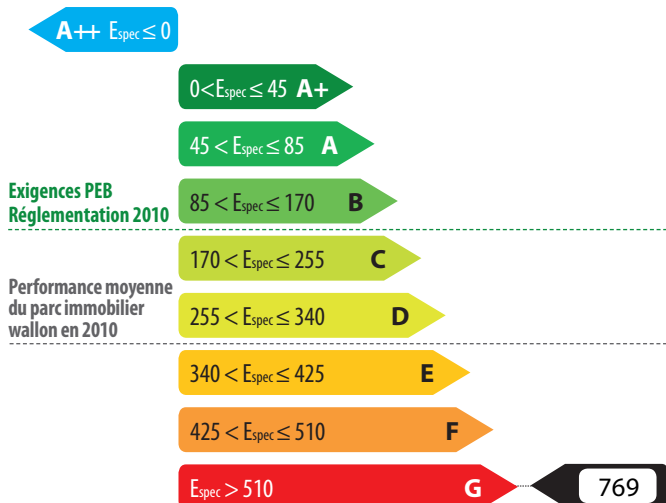 A++ Espec ≤ 0
0 < Espec ≤ 45 A+
45 < Espec ≤ 85 A
Exigences PEB
Réglementation 2010
85 < Espec ≤ 170 B
170 < Espec ≤ 255 C
Performance moyenne
du parc immobilier
wallon en 2010
255 < Espec ≤ 340 D
340 < Espec ≤ 425 E
425 < Espec ≤ 510 F
Espec > 510 G 769